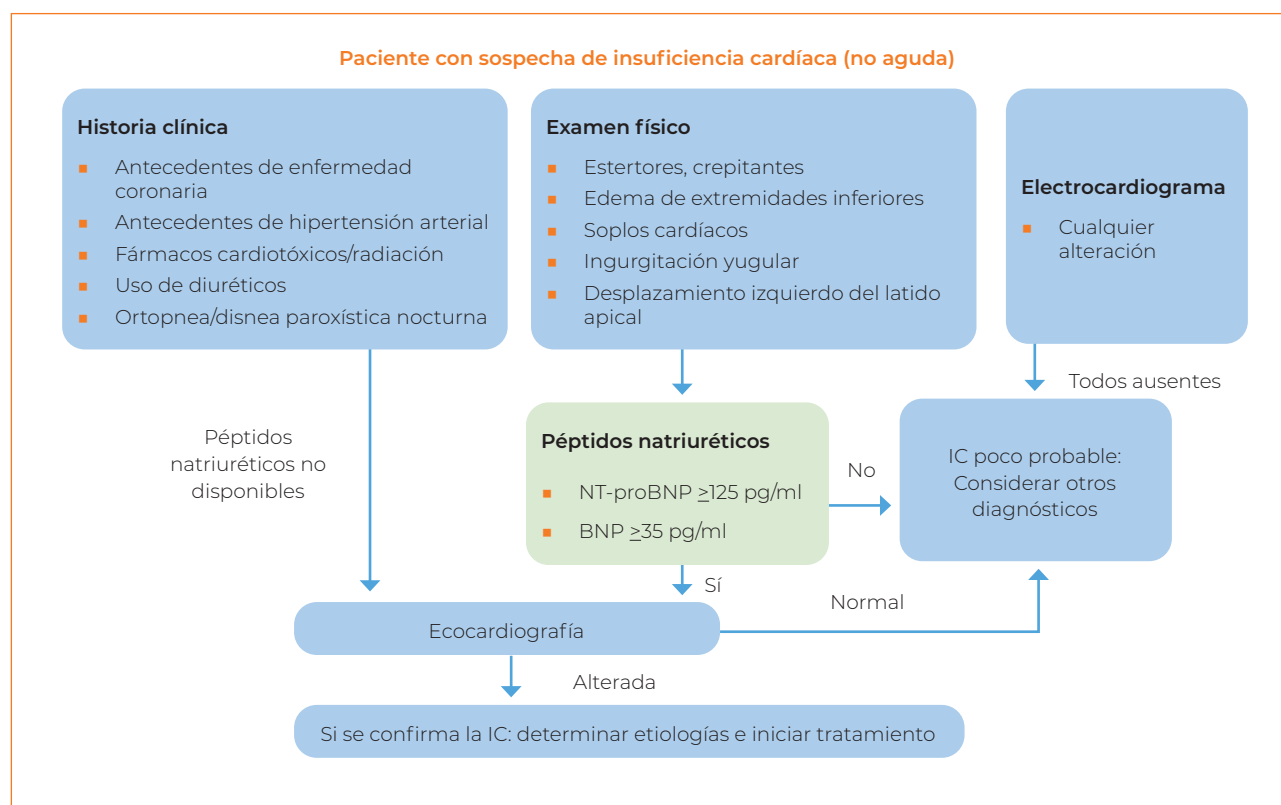 Paciente con sospecha de insuficiencia cardíaca (no aguda)
Historia clínica
Antecedentes de enfermedad
coronaria
Antecedentes de hipertensión arterial
Fármacos cardiotóxicos/radiación
Uso de diuréticos
Ortopnea/disnea paroxística nocturna
Examen físico
Estertores, crepitantes
Edema de extremidades inferiores
Soplos cardíacos
Ingurgitación yugular
Desplazamiento izquierdo del latido
apical
Electrocardiograma
Cualquier
alteración
Todos ausentes
Péptidos
natriuréticos no
disponibles
Péptidos natriuréticos
NT-proBNP ≥125 pg/ml
BNP ≥35 pg/ml
No
IC poco probable:
Considerar otros
diagnósticos
Sí
Normal
Ecocardiografía
Alterada
Si se confirma la IC: determinar etiologías e iniciar tratamiento